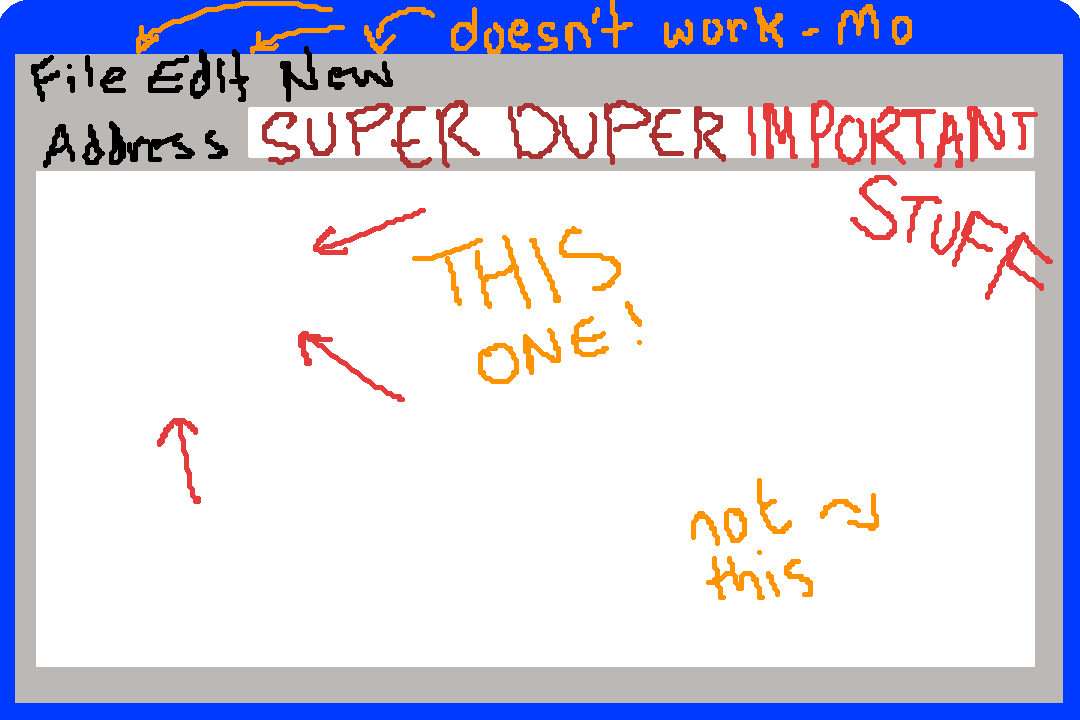 doesn't work - Mo
File Edit New
Address SUPER DUPER IMPORTANT
STUFF
THIS
ONE!
not
this